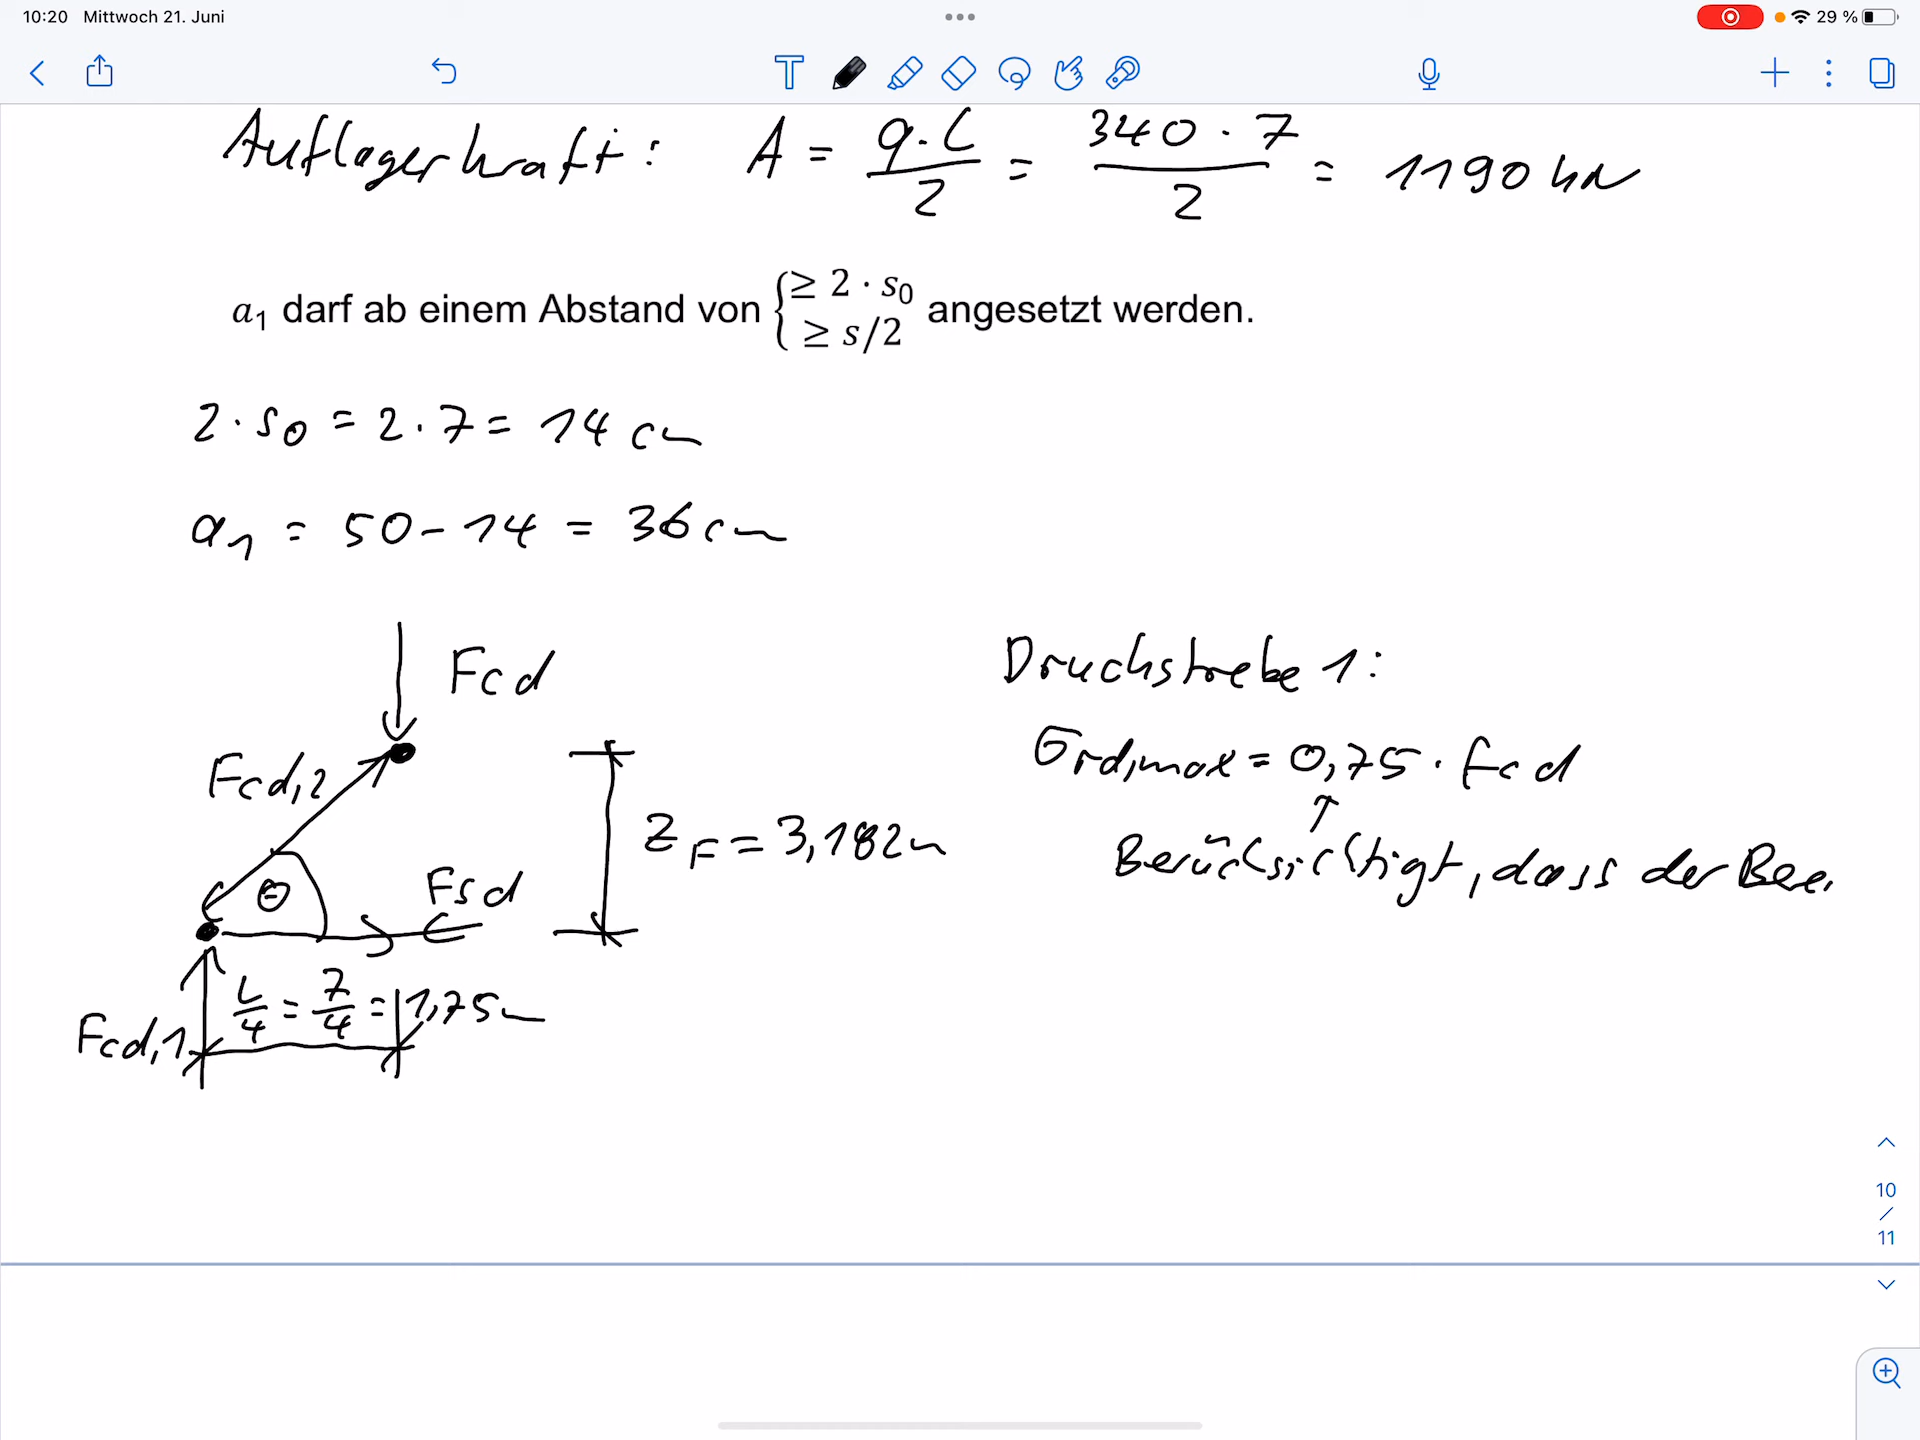 10:20 Mittwoch 21. Juni
29 %
Auflagerkraft: A = q·L/2 = 340·7/2 = 1190 kN
a₁ darf ab einem Abstand von { ≥ 2 · s₀ ≥ s/2 angesetzt werden.
2·s₀ = 2·7 = 14 cm
a₁ = 50 - 14 = 36 cm
Fcd
Druckstrebe 1:
Fcd,2
σrd,max = 0,75 · fcd
↑
zF = 3,182 m
Berücksichtigt, dass der Bere
θ
Fsd
L/4 = 7/4 = 1,75 m
Fcd,1
10
/
11